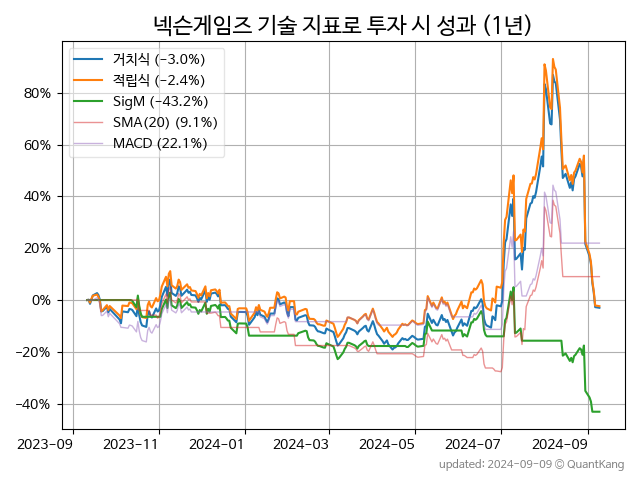 넥슨게임즈 기술 지표로 투자 시 성과 (1년)
거치식 (-3.0%)
적립식 (-2.4%)
SigM (-43.2%)
SMA(20) (9.1%)
MACD (22.1%)
80%
60%
40%
20%
0%
-20%
-40%
2023-09 2023-11 2024-01 2024-03 2024-05 2024-07 2024-09
updated: 2024-09-09 © QuantKang